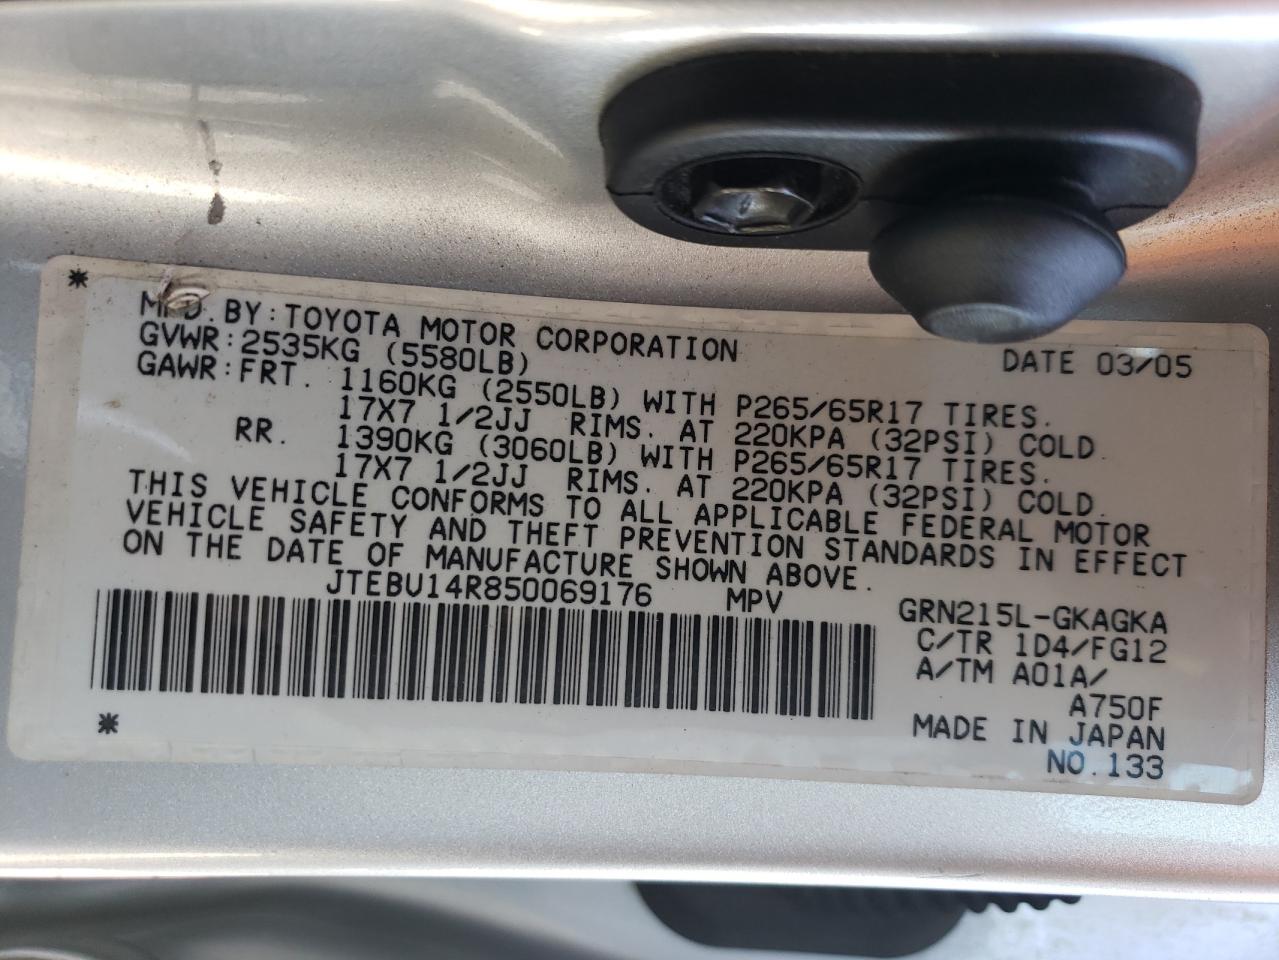 MFD. BY: TOYOTA MOTOR CORPORATION DATE 03/05
GVWR: 2535KG (5580LB)
GAWR: FRT. 1160KG (2550LB) WITH P265/65R17 TIRES.
17X7 1/2JJ RIMS. AT 220KPA (32PSI) COLD.
RR. 1390KG (3060LB) WITH P265/65R17 TIRES.
17X7 1/2JJ RIMS. AT 220KPA (32PSI) COLD.
THIS VEHICLE CONFORMS TO ALL APPLICABLE FEDERAL MOTOR
VEHICLE SAFETY AND THEFT PREVENTION STANDARDS IN EFFECT
ON THE DATE OF MANUFACTURE SHOWN ABOVE.
JTEBU14R850069176 MPV
GRN215L-GKAGKA
C/TR 1D4/FG12
A/TM A01A/
A750F
MADE IN JAPAN
NO.133